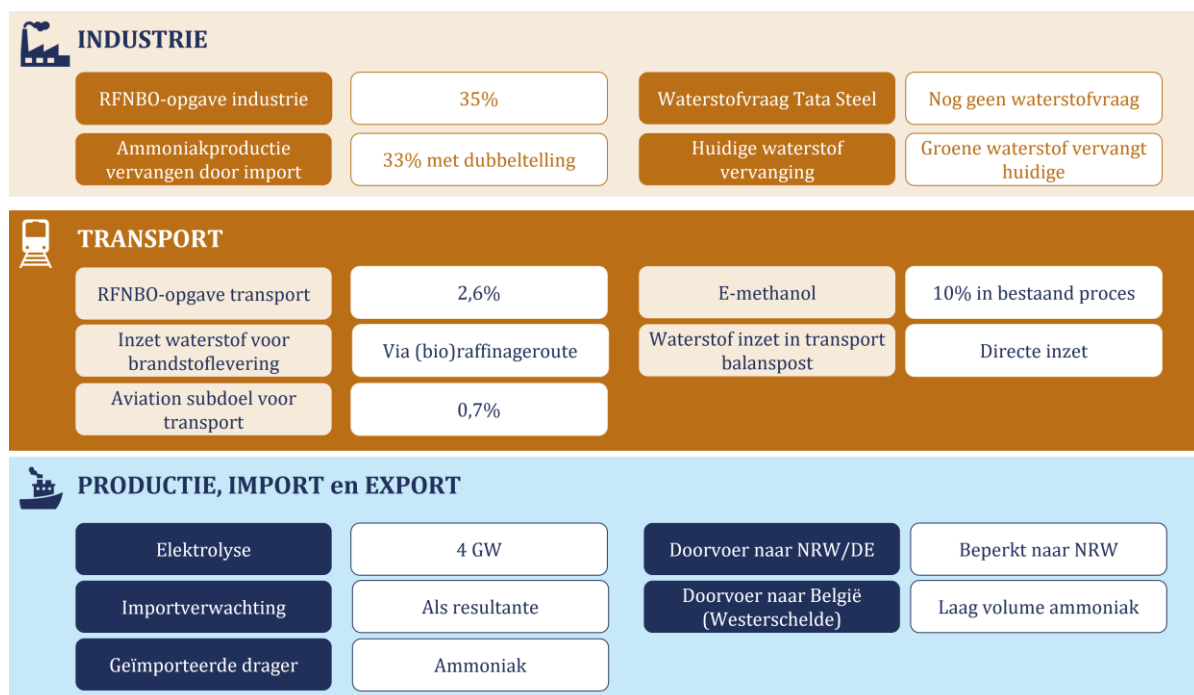 INDUSTRIE
RFNBO-opgave industrie
35%
Waterstofvraag Tata Steel
Nog geen waterstofvraag
Ammoniakproductie
vervangen door import
33% met dubbeltelling
Huidige waterstof
vervanging
Groene waterstof vervangt
huidige
TRANSPORT
RFNBO-opgave transport
2,6%
E-methanol
10% in bestaand proces
Inzet waterstof voor
brandstoflevering
Via (bio)raffinageroute
Waterstof inzet in transport
balanspost
Directe inzet
Aviation subdoel voor
transport
0,7%
PRODUCTIE, IMPORT en EXPORT
Elektrolyse
4 GW
Doorvoer naar NRW/DE
Beperkt naar NRW
Importverwachting
Als resultante
Doorvoer naar België
(Westerschelde)
Laag volume ammoniak
Geïmporteerde drager
Ammoniak